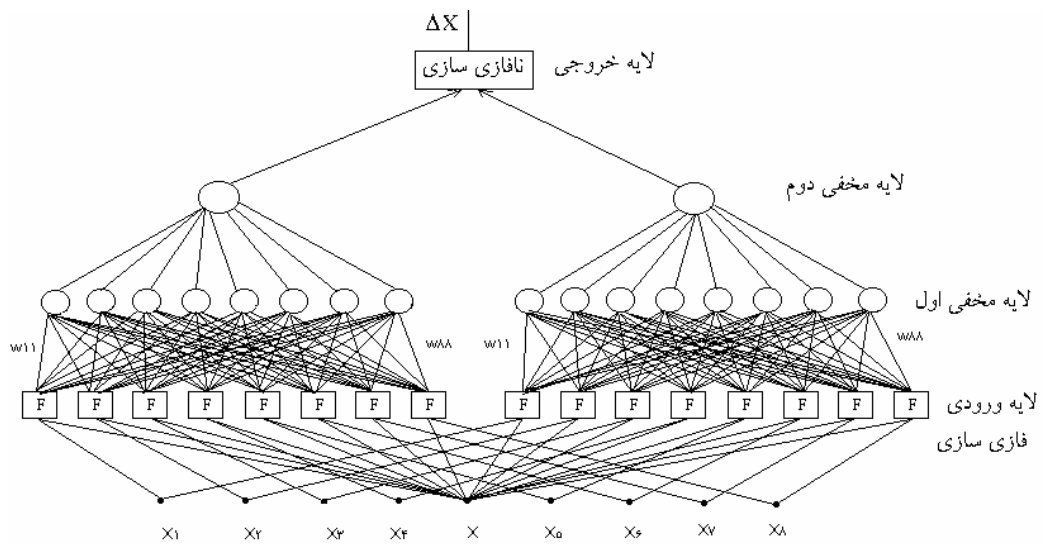 ΔX
نافازی سازی
لایه خروجی
لایه مخفی دوم
لایه مخفی اول
w۱۱
w۸۸
w۱۱
w۸۸
F F F F F F F F F F F F F F F F
لایه ورودی
فازی سازی
X۱ X۲ X۳ X۴ X X۵ X۶ X۷ X۸